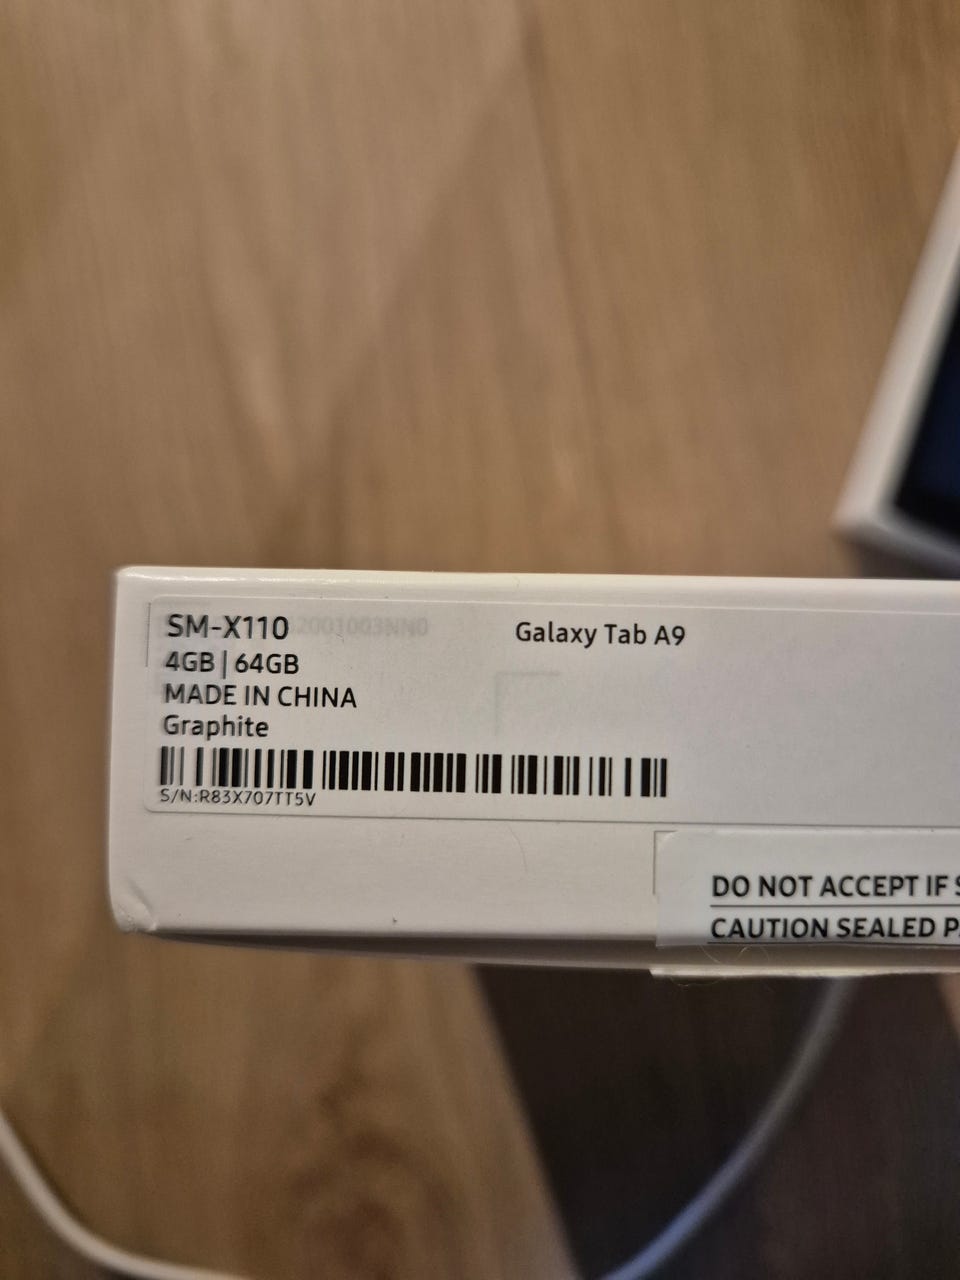 SM-X110
Galaxy Tab A9
4GB | 64GB
MADE IN CHINA
Graphite
S/N:R83X707TT5V
DO NOT ACCEPT IF
CAUTION SEALED